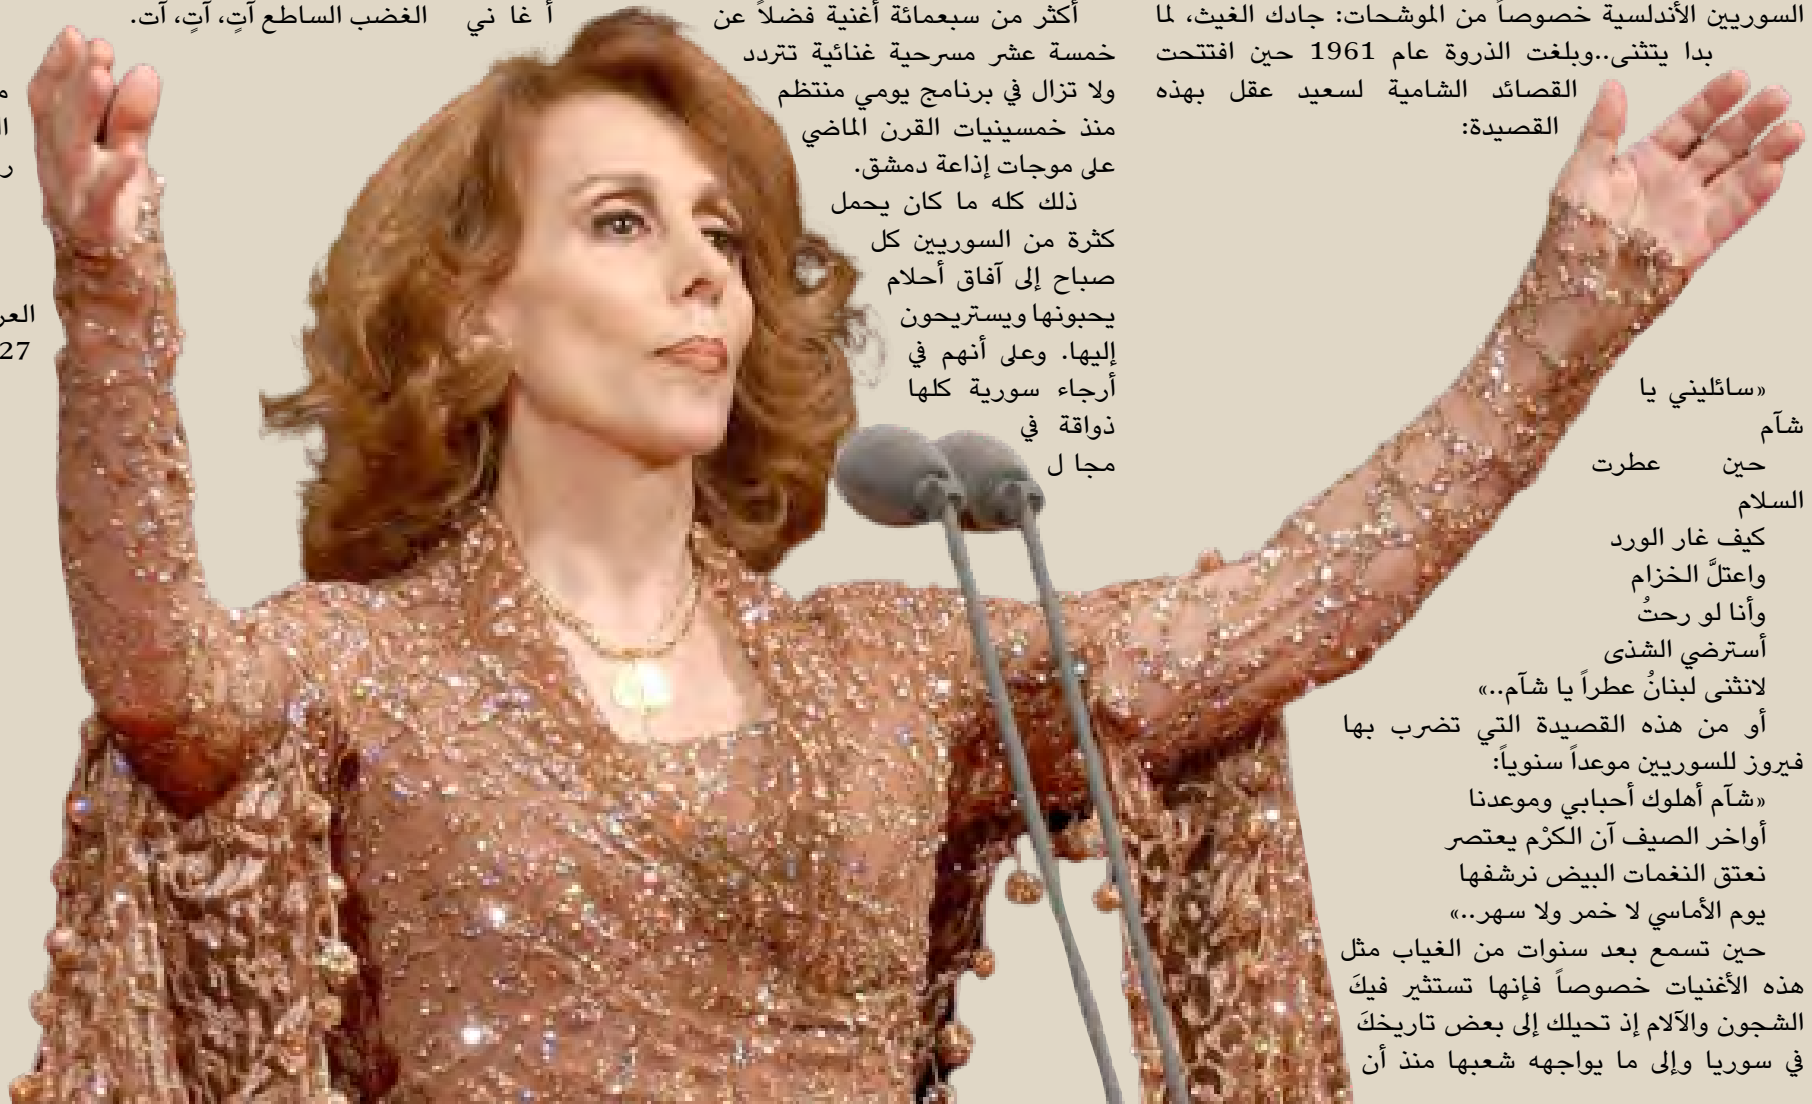 السوريين الأندلسية خصوصاً من الموشحات: جادك الغيث، لما
بدا يتثنى..وبلغت الذروة عام 1961 حين افتتحت
القصائد الشامية لسعيد عقل بهذه
القصيدة:
«سائليني يا
شآم
حين عطرت
السلام
كيف غار الورد
واعتلَّ الخزام
وأنا لو رحتُ
أسترضي الشذى
لانثنى لبنانُ عطراً يا شآم..»
أو من هذه القصيدة التي تضرب بها
فيروز للسوريين موعداً سنوياً:
«شآم أهلوك أحبابي وموعدنا
أواخر الصيف آن الكرْم يعتصر
نعتق النغمات البيض نرشفها
يوم الأماسي لا خمر ولا سهر..»
حين تسمع بعد سنوات من الغياب مثل
هذه الأغنيات خصوصاً فإنها تستثير فيكَ
الشجون والآلام إذ تحيلك إلى بعض تاريخكَ
في سوريا وإلى ما يواجهه شعبها منذ أن
أكثر من سبعمائة أغنية فضلاً عن
خمسة عشر مسرحية غنائية تتردد
ولا تزال في برنامج يومي منتظم
منذ خمسينيات القرن الماضي
على موجات إذاعة دمشق.
ذلك كله ما كان يحمل
كثرة من السوريين كل
صباح إلى آفاق أحلام
يحبونها ويستريحون
إليها. وعلى أنهم في
أرجاء سورية كلها
ذواقة في
مجا ل
أ غا ني الغضب الساطع آتٍ، آتٍ، آت.
27